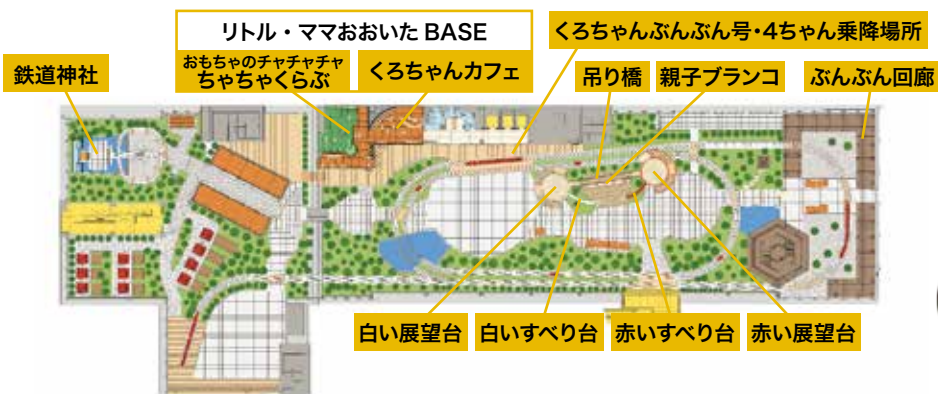 リトル・ママおおいた BASE
おもちゃのチャチャチャ
ちゃちゃくらぶ
くろちゃんカフェ
くろちゃんぶんぶん号・4ちゃん乗降場所
鉄道神社
吊り橋
親子ブランコ
ぶんぶん回廊
白い展望台
白いすべり台
赤いすべり台
赤い展望台